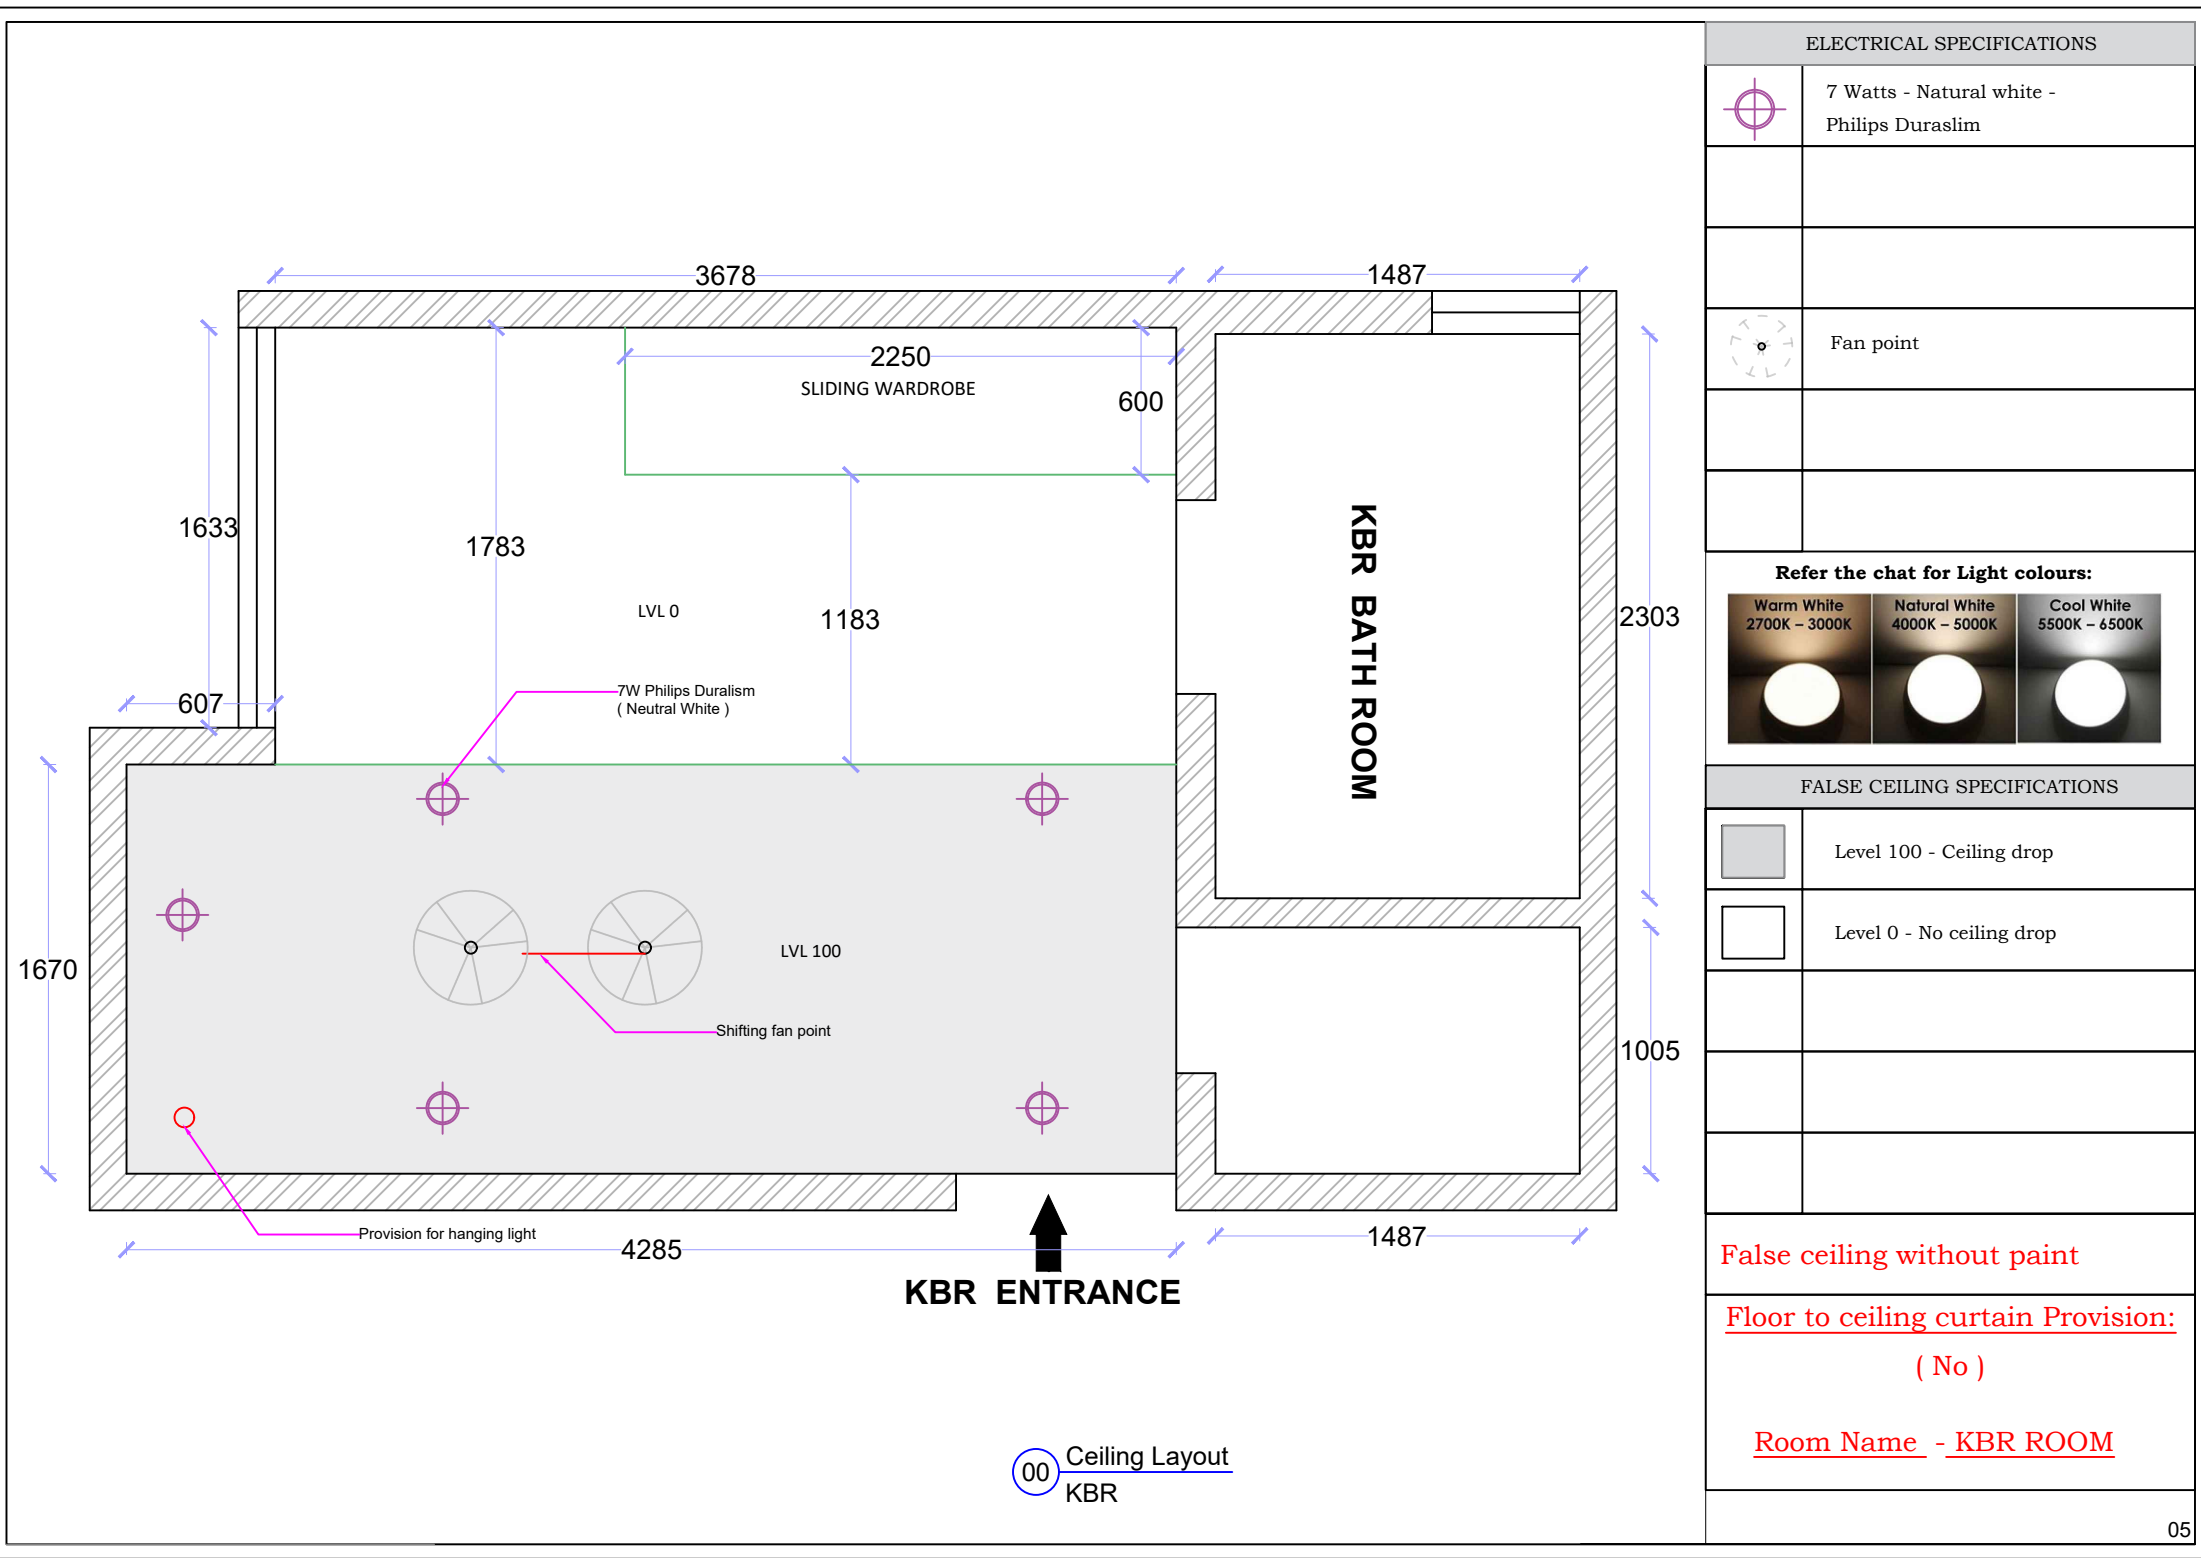 3678
1487
2250
SLIDING WARDROBE
600
1633
1783
LVL 0
1183
KBR BATH ROOM
2303
607
7W Philips Duralism
( Neutral White )
1670
LVL 100
Shifting fan point
1005
Provision for hanging light
4285
1487
KBR ENTRANCE
00
Ceiling Layout
KBR
ELECTRICAL SPECIFICATIONS
7 Watts - Natural white -
Philips Duraslim
Fan point
Refer the chat for Light colours:
Warm White
2700K – 3000K
Natural White
4000K – 5000K
Cool White
5500K – 6500K
FALSE CEILING SPECIFICATIONS
Level 100 - Ceiling drop
Level 0 - No ceiling drop
False ceiling without paint
Floor to ceiling curtain Provision:
( No )
Room Name - KBR ROOM
05